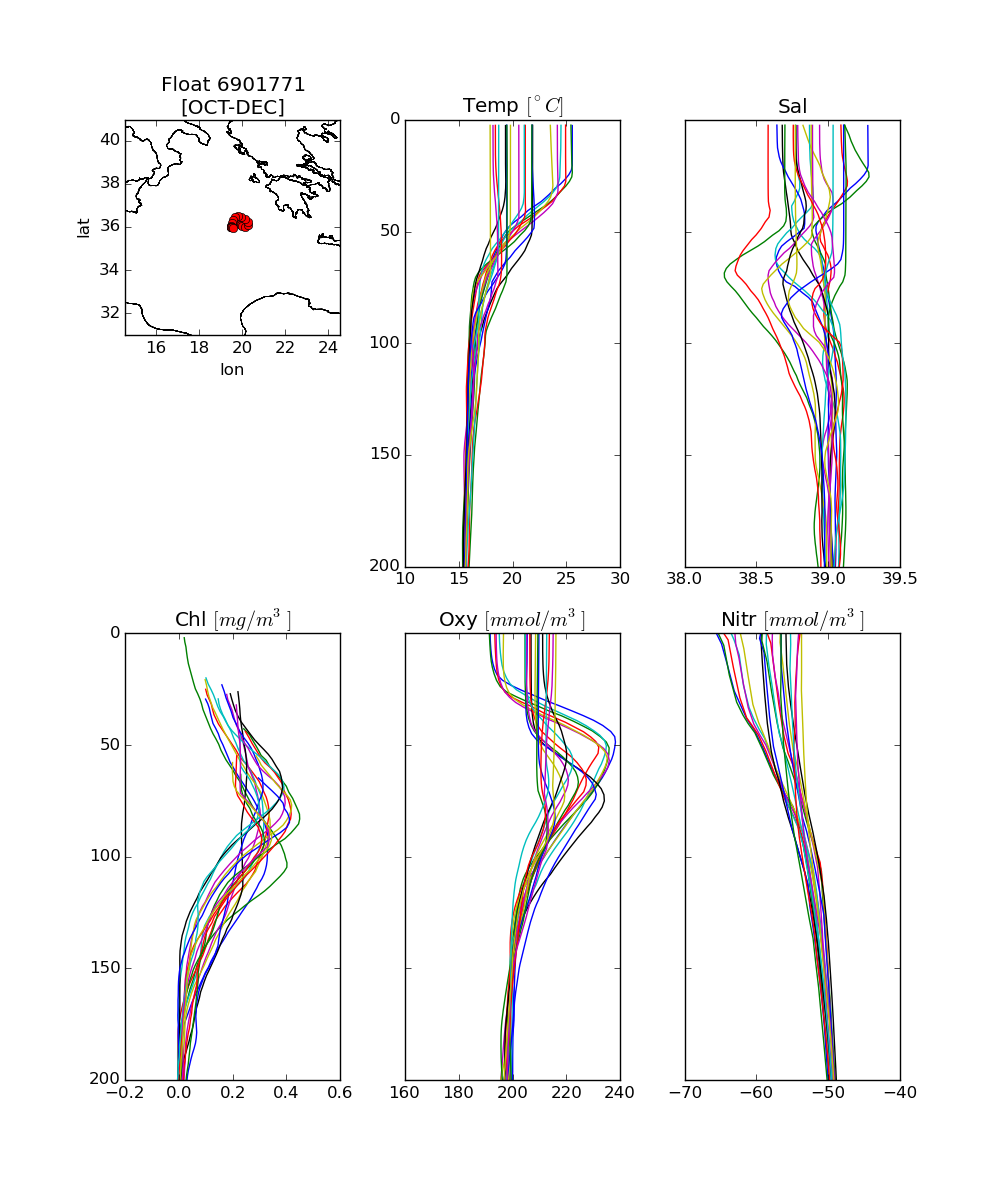 Float 6901771
[OCT-DEC]
40
38
36
34
32
lat
16 18 20 22 24
lon
Temp [°C]
0
50
100
150
200
10 15 20 25 30
Sal
38.0 38.5 39.0 39.5
Chl [mg/m³]
0
50
100
150
200
−0.2 0.0 0.2 0.4 0.6
Oxy [mmol/m³]
160 180 200 220 240
Nitr [mmol/m³]
−70 −60 −50 −40